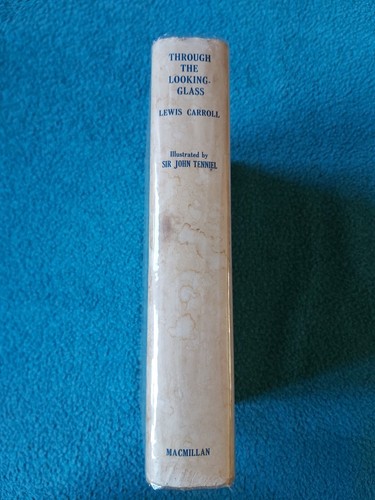 THROUGH
THE
LOOKING-
GLASS
LEWIS CARROLL
Illustrated by
SIR JOHN TENNIEL
MACMILLAN